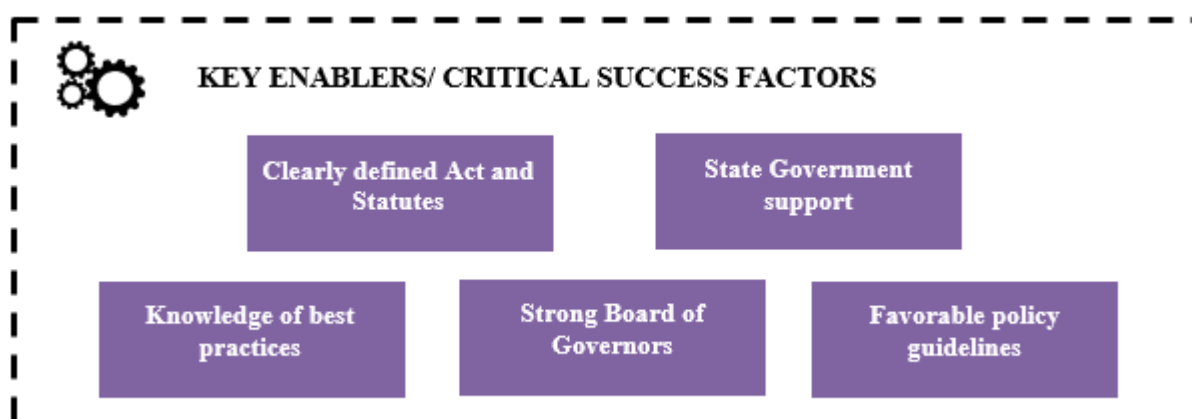 KEY ENABLERS/ CRITICAL SUCCESS FACTORS
Clearly defined Act and
Statutes
State Government
support
Knowledge of best
practices
Strong Board of
Governors
Favorable policy
guidelines